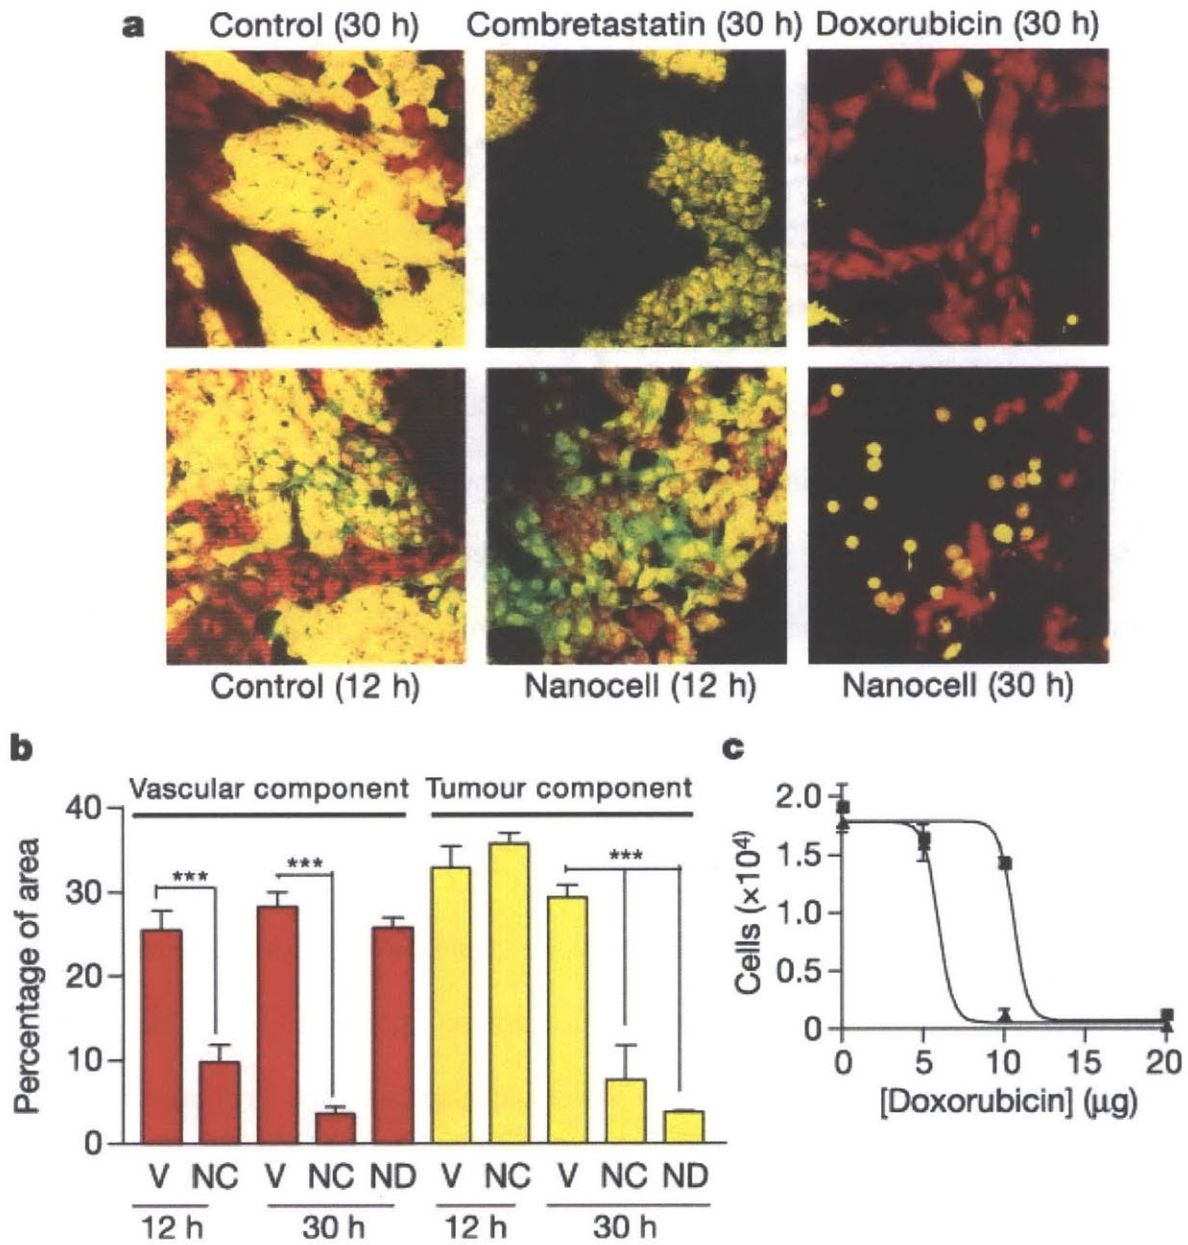 a
Control (30 h) Combretastatin (30 h) Doxorubicin (30 h)
Control (12 h) Nanocell (12 h) Nanocell (30 h)
b
Vascular component Tumour component
Percentage of area
40
30
20
10
0
*** *** ***
V NC V NC ND V NC V NC ND
12 h 30 h 12 h 30 h
c
Cells (×10⁴)
2.0
1.5
1.0
0.5
0
0 5 10 15 20
[Doxorubicin] (μg)